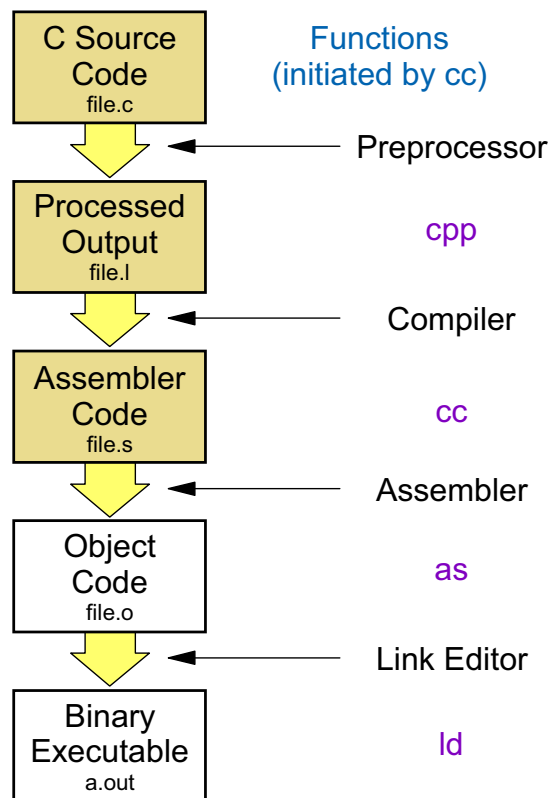 C Source
Code
file.c
Functions
(initiated by cc)
Preprocessor
Processed
Output
file.l
cpp
Compiler
Assembler
Code
file.s
cc
Assembler
Object
Code
file.o
as
Link Editor
Binary
Executable
a.out
ld